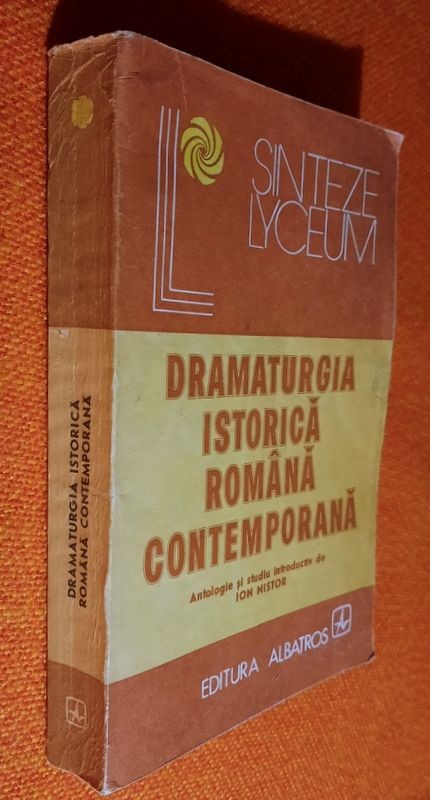 SINTEZE
LYCEUM
DRAMATURGIA
ISTORICĂ
ROMÂNĂ
CONTEMPORANĂ
Antologie și studiu introductiv de
ION NISTOR
EDITURA ALBATROS
DRAMATURGIA ISTORICĂ
ROMÂNĂ CONTEMPORANĂ